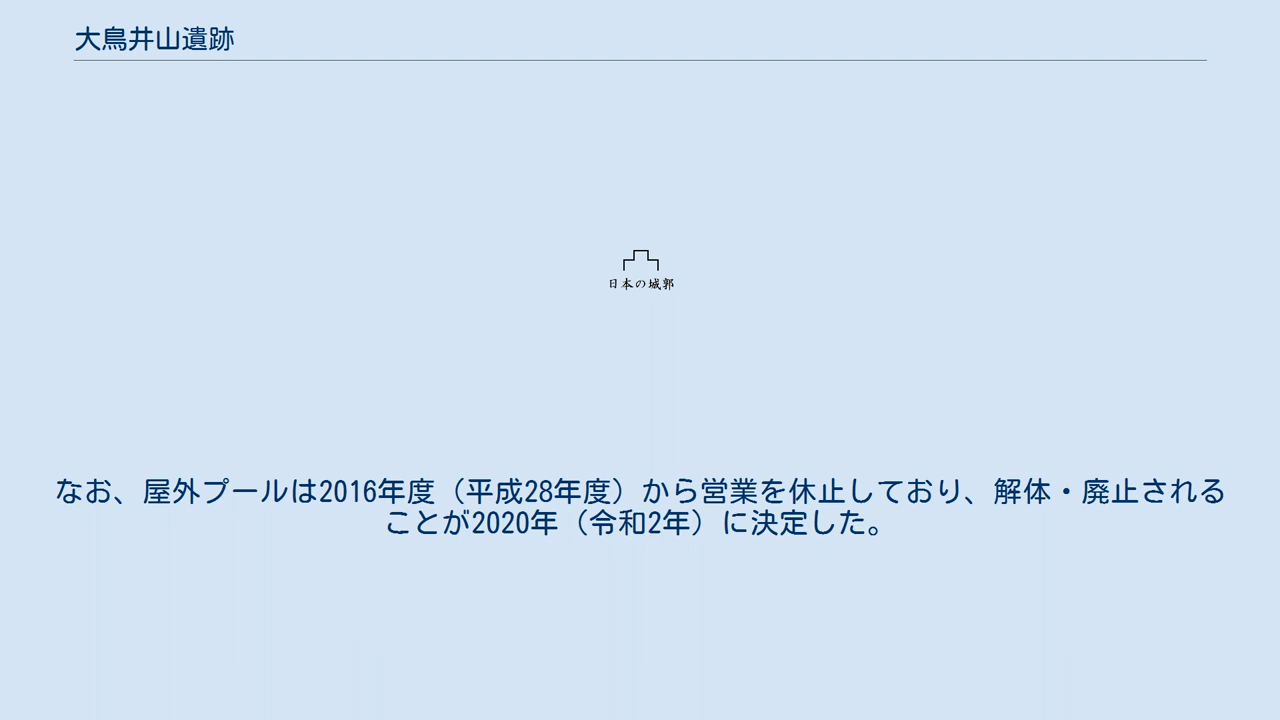 大鳥井山遺跡
日本の城郭
なお、屋外プールは2016年度（平成28年度）から営業を休止しており、解体・廃止される
ことが2020年（令和2年）に決定した。